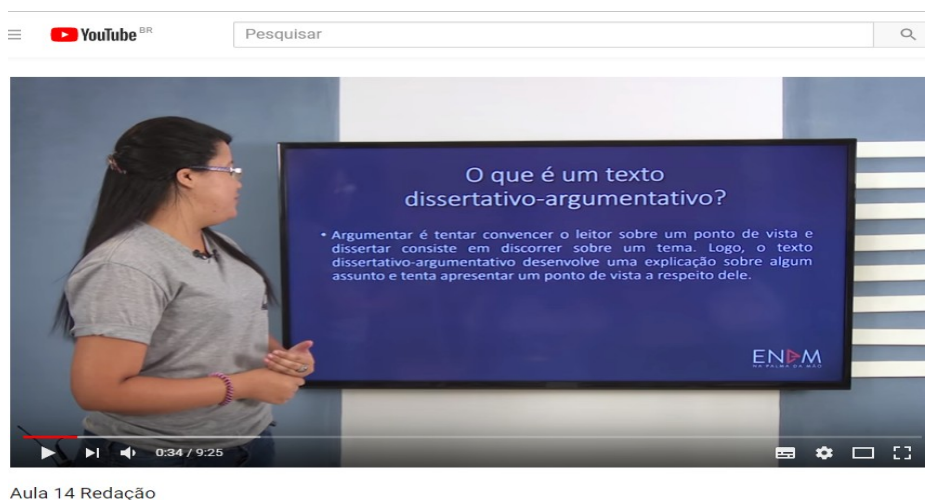 YouTube BR
Pesquisar
O que é um texto
dissertativo-argumentativo?
• Argumentar é tentar convencer o leitor sobre um ponto de vista e
dissertar consiste em discorrer sobre um tema. Logo, o texto
dissertativo-argumentativo desenvolve uma explicação sobre algum
assunto e tenta apresentar um ponto de vista a respeito dele.
ENEM
NA PALMA DA MÃO
0:34 / 9:25
Aula 14 Redação